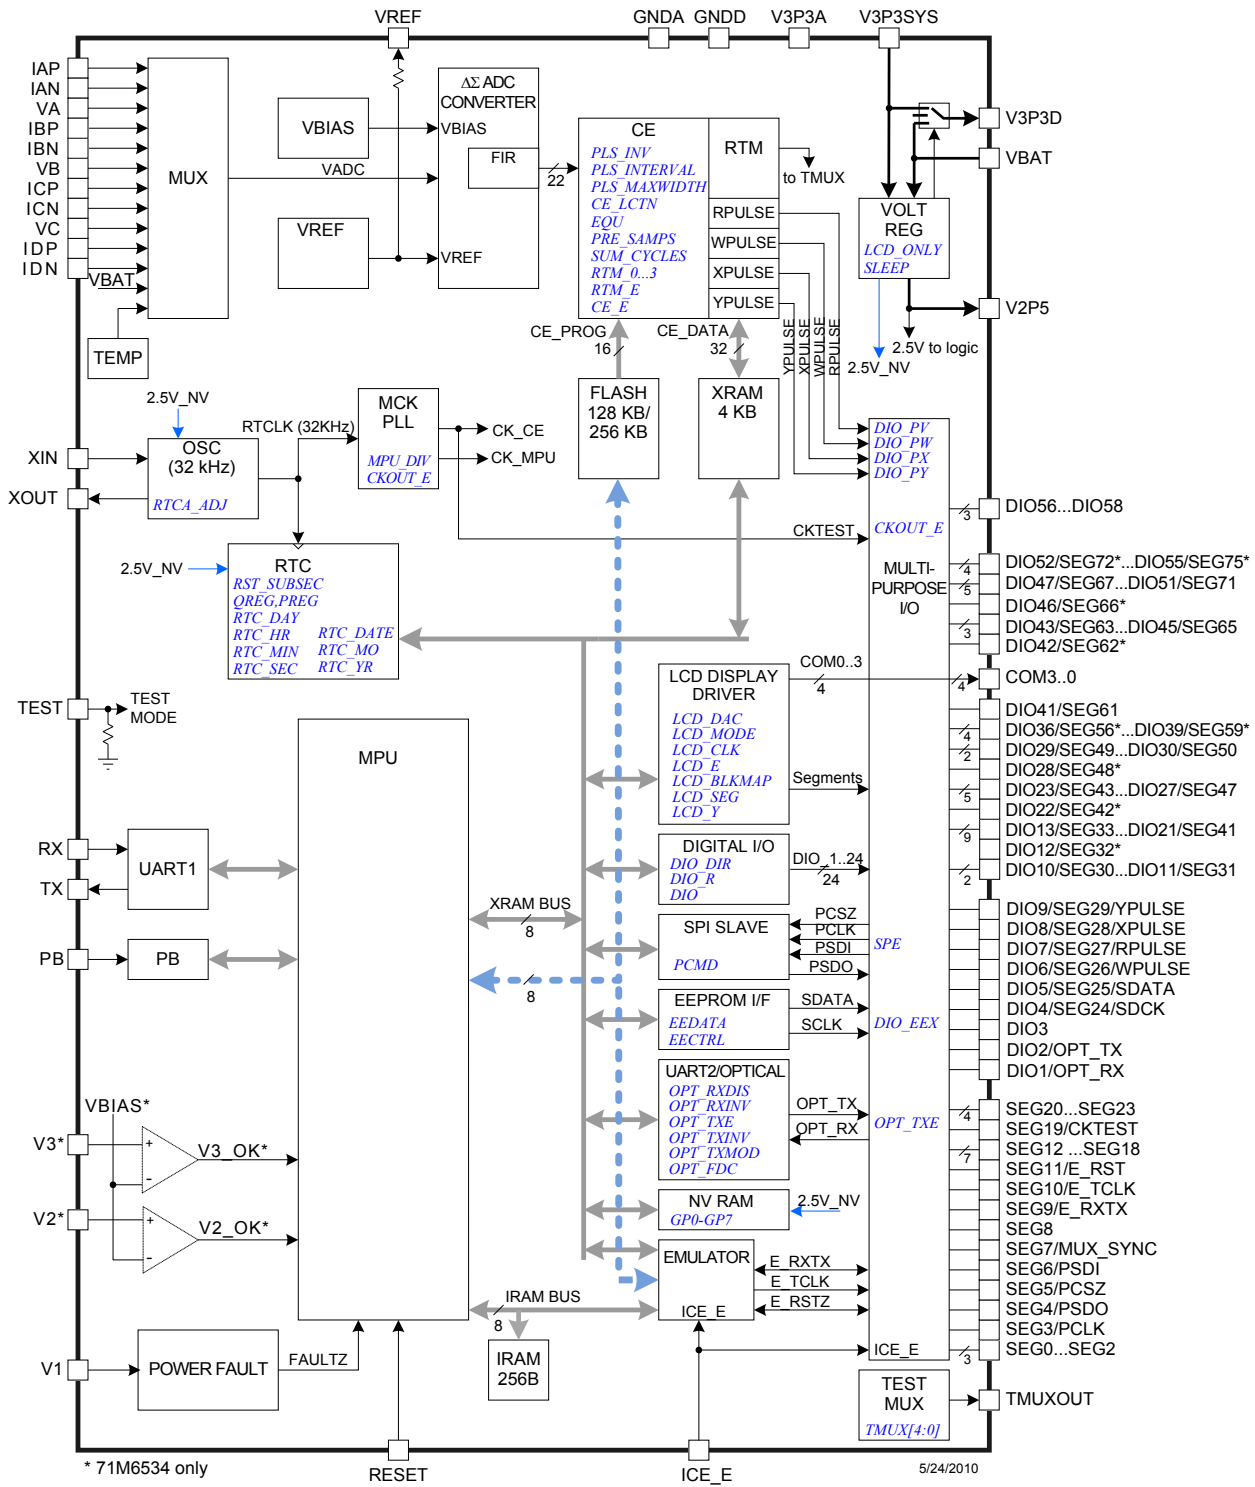 VREF
GNDA
GNDD
V3P3A
V3P3SYS
IAP
IAN
VA
IBP
IBN
VB
ICP
ICN
VC
IDP
IDN
VBAT
TEMP
MUX
VBIAS
VADC
VREF
ΔΣ ADC
CONVERTER
VBIAS
FIR
VREF
22
CE
PLS_INV
PLS_INTERVAL
PLS_MAXWIDTH
CE_LCTN
EQU
PRE_SAMPS
SUM_CYCLES
RTM_0...3
RTM_E
CE_E
RTM
to TMUX
RPULSE
WPULSE
XPULSE
YPULSE
V3P3D
VBAT
VOLT
REG
LCD_ONLY
SLEEP
V2P5
2.5V to logic
2.5V_NV
CE_PROG
16
CE_DATA
32
YPULSE
XPULSE
WPULSE
RPULSE
FLASH
128 KB/
256 KB
XRAM
4 KB
2.5V_NV
XIN
XOUT
OSC
(32 kHz)
RTCA_ADJ
RTCLK (32KHz)
MCK
PLL
MPU_DIV
CKOUT_E
CK_CE
CK_MPU
CKTEST
2.5V_NV
RTC
RST_SUBSEC
QREG,PREG
RTC_DAY
RTC_HR
RTC_MIN
RTC_SEC
RTC_DATE
RTC_MO
RTC_YR
DIO_PV
DIO_PW
DIO_PX
DIO_PY
CKOUT_E
MULTI-
PURPOSE
I/O
TEST
TEST
MODE
MPU
RX
TX
UART1
PB
PB
XRAM BUS
8
8
LCD DISPLAY
DRIVER
LCD_DAC
LCD_MODE
LCD_CLK
LCD_E
LCD_BLKMAP
LCD_SEG
LCD_Y
COM0..3
4
Segments
DIGITAL I/O
DIO_DIR
DIO_R
DIO
DIO_1..24
24
SPI SLAVE
PCMD
PCSZ
PCLK
PSDI
PSDO
SPE
EEPROM I/F
EEDATA
EECTRL
SDATA
SCLK
DIO_EEX
UART2/OPTICAL
OPT_RXDIS
OPT_RXINV
OPT_TXE
OPT_TXINV
OPT_TXMOD
OPT_FDC
OPT_TX
OPT_RX
OPT_TXE
NV RAM
GP0-GP7
2.5V_NV
EMULATOR
ICE_E
E_RXTX
E_TCLK
E_RSTZ
ICE_E
IRAM BUS
8
IRAM
256B
VBIAS*
V3*
+
-
V3_OK*
V2*
+
-
V2_OK*
V1
POWER FAULT
FAULTZ
3
DIO56...DIO58
4
DIO52/SEG72*...DIO55/SEG75*
5
DIO47/SEG67...DIO51/SEG71
DIO46/SEG66*
3
DIO43/SEG63...DIO45/SEG65
DIO42/SEG62*
4
COM3..0
DIO41/SEG61
4
DIO36/SEG56*...DIO39/SEG59*
2
DIO29/SEG49...DIO30/SEG50
DIO28/SEG48*
5
DIO23/SEG43...DIO27/SEG47
DIO22/SEG42*
9
DIO13/SEG33...DIO21/SEG41
DIO12/SEG32*
2
DIO10/SEG30...DIO11/SEG31
DIO9/SEG29/YPULSE
DIO8/SEG28/XPULSE
DIO7/SEG27/RPULSE
DIO6/SEG26/WPULSE
DIO5/SEG25/SDATA
DIO4/SEG24/SDCK
DIO3
DIO2/OPT_TX
DIO1/OPT_RX
4
SEG20...SEG23
SEG19/CKTEST
7
SEG12 ...SEG18
SEG11/E_RST
SEG10/E_TCLK
SEG9/E_RXTX
SEG8
SEG7/MUX_SYNC
SEG6/PSDI
SEG5/PCSZ
SEG4/PSDO
SEG3/PCLK
3
SEG0...SEG2
TEST
MUX
TMUX[4:0]
TMUXOUT
* 71M6534 only
RESET
ICE_E
5/24/2010